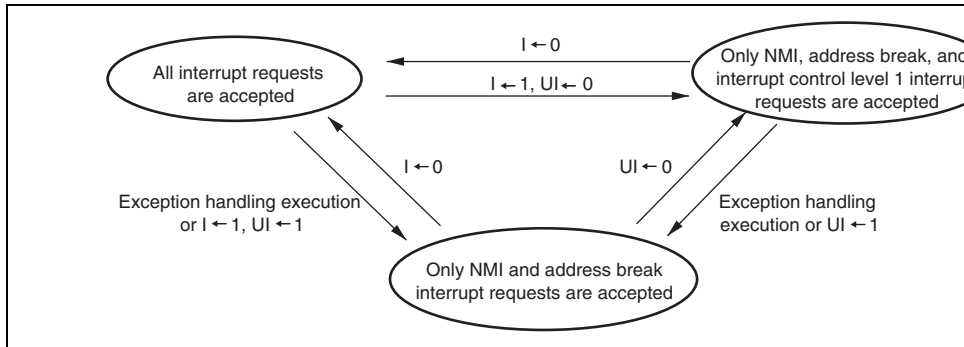 I ← 0
All interrupt requests
are accepted
Only NMI, address break, and
interrupt control level 1
requests are accepted
I ← 1, UI ← 0
I ← 0
UI ← 0
Exception handling execution
or I ← 1, UI ← 1
Exception handling
execution or UI ← 1
Only NMI and address break
interrupt requests are accepted